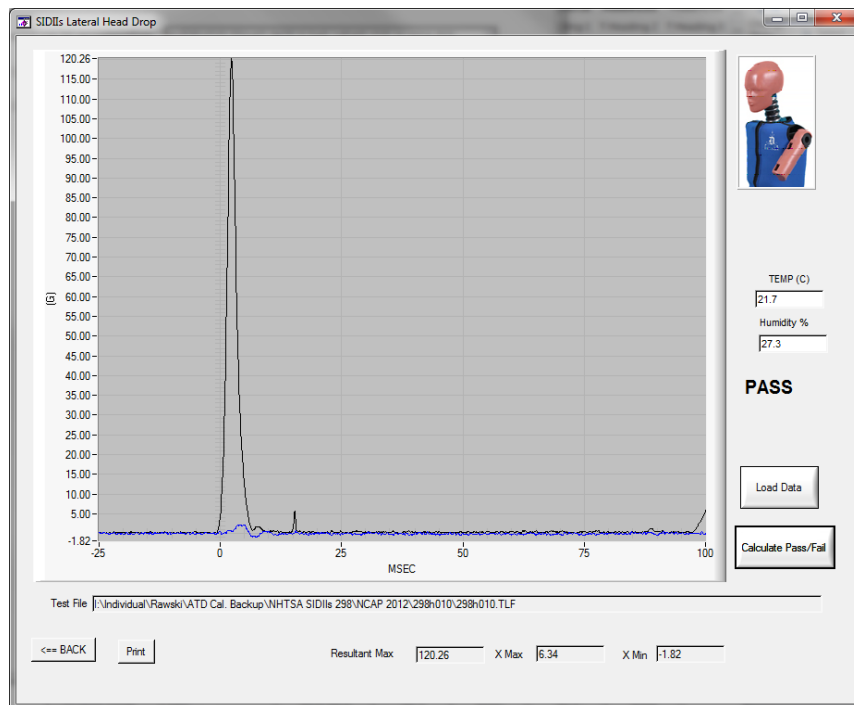 SIDIIs Lateral Head Drop
120.26
115.00
110.00
105.00
100.00
95.00
90.00
85.00
80.00
75.00
70.00
65.00
60.00
55.00
50.00
45.00
40.00
35.00
30.00
25.00
20.00
15.00
10.00
5.00
-1.82
(G)
-25 0 25 50 75 100
MSEC
TEMP (C)
21.7
Humidity %
27.3
PASS
Load Data
Calculate Pass/Fail
Test File I:\Individual\Rawski\ATD Cal. Backup\NHTSA SIDIIs 298\NCAP 2012\298h010\298h010.TLF
<== BACK Print Resultant Max 120.26 X Max 6.34 X Min -1.82